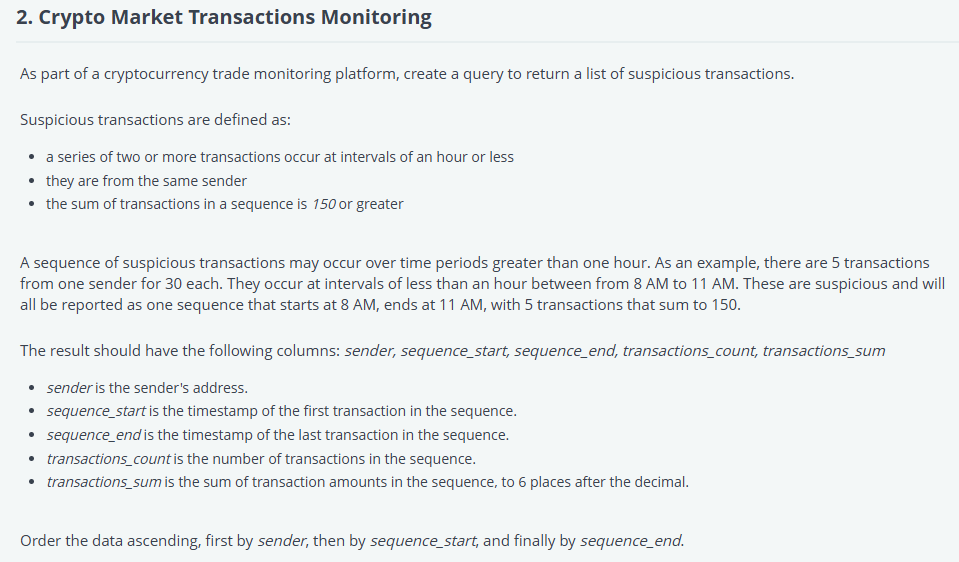 2. Crypto Market Transactions Monitoring
As part of a cryptocurrency trade monitoring platform, create a query to return a list of suspicious transactions.
Suspicious transactions are defined as:
• a series of two or more transactions occur at intervals of an hour or less
• they are from the same sender
• the sum of transactions in a sequence is 150 or greater
A sequence of suspicious transactions may occur over time periods greater than one hour. As an example, there are 5 transactions
from one sender for 30 each. They occur at intervals of less than an hour between from 8 AM to 11 AM. These are suspicious and will
all be reported as one sequence that starts at 8 AM, ends at 11 AM, with 5 transactions that sum to 150.
The result should have the following columns: sender, sequence_start, sequence_end, transactions_count, transactions_sum
• sender is the sender's address.
• sequence_start is the timestamp of the first transaction in the sequence.
• sequence_end is the timestamp of the last transaction in the sequence.
• transactions_count is the number of transactions in the sequence.
• transactions_sum is the sum of transaction amounts in the sequence, to 6 places after the decimal.
Order the data ascending, first by sender, then by sequence_start, and finally by sequence_end.